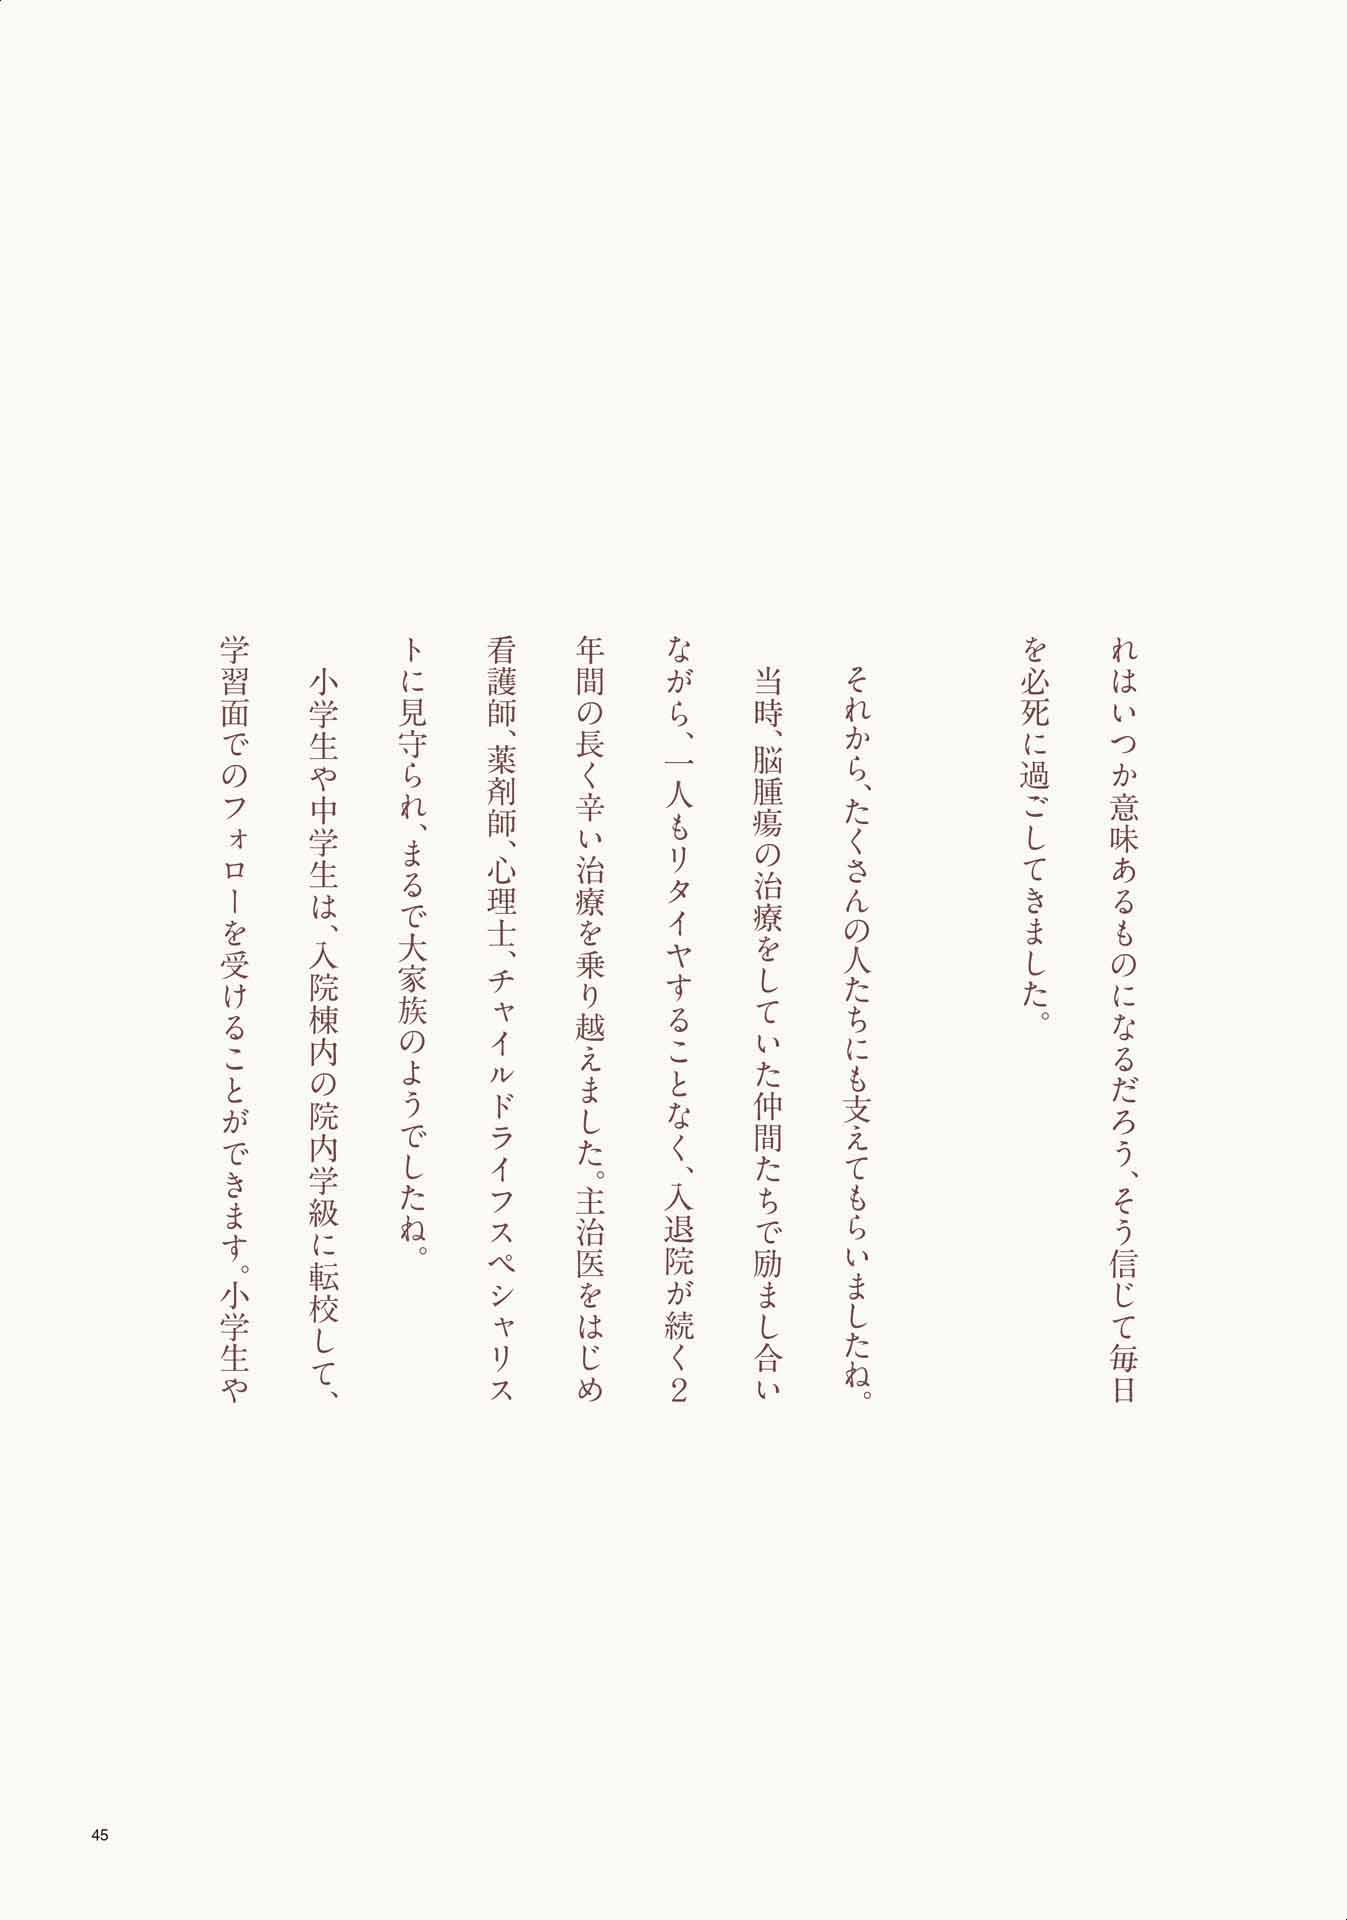 れはいつか意味あるものになるだろう、そう信じて毎日
を必死に過ごしてきました。
それから、たくさんの人たちにも支えてもらいましたね。
当時、脳腫瘍の治療をしていた仲間たちで励まし合い
ながら、一人もリタイヤすることなく、入退院が続く2
年間の長く辛い治療を乗り越えました。主治医をはじめ
看護師、薬剤師、心理士、チャイルドライフスペシャリス
トに見守られ、まるで大家族のようでしたね。
小学生や中学生は、入院棟内の院内学級に転校して、
学習面でのフォローを受けることができます。小学生や
45